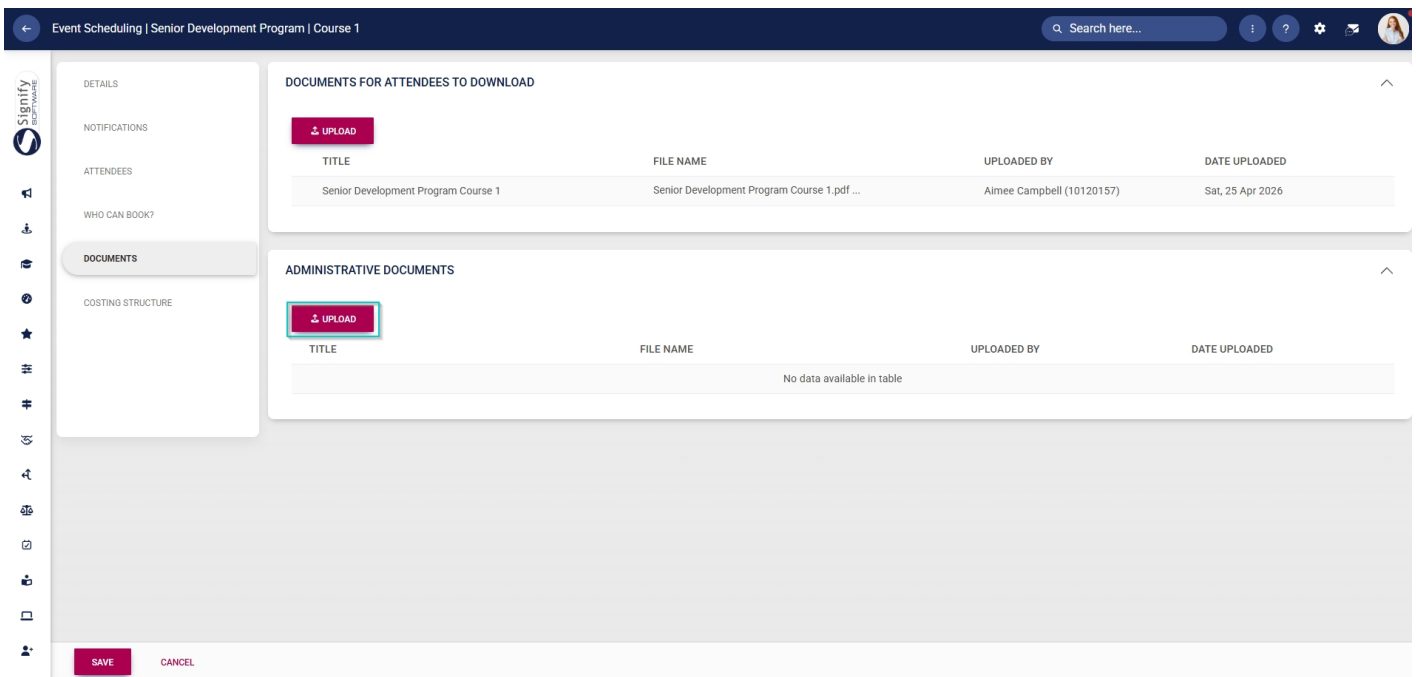 Event Scheduling | Senior Development Program | Course 1
Search here...
?
Signify
SOFTWARE
DETAILS
NOTIFICATIONS
ATTENDEES
WHO CAN BOOK?
DOCUMENTS
COSTING STRUCTURE
DOCUMENTS FOR ATTENDEES TO DOWNLOAD
UPLOAD
TITLE FILE NAME UPLOADED BY DATE UPLOADED
Senior Development Program Course 1 Senior Development Program Course 1.pdf ... Aimee Campbell (10120157) Sat, 25 Apr 2026
ADMINISTRATIVE DOCUMENTS
UPLOAD
TITLE FILE NAME UPLOADED BY DATE UPLOADED
No data available in table
SAVE CANCEL